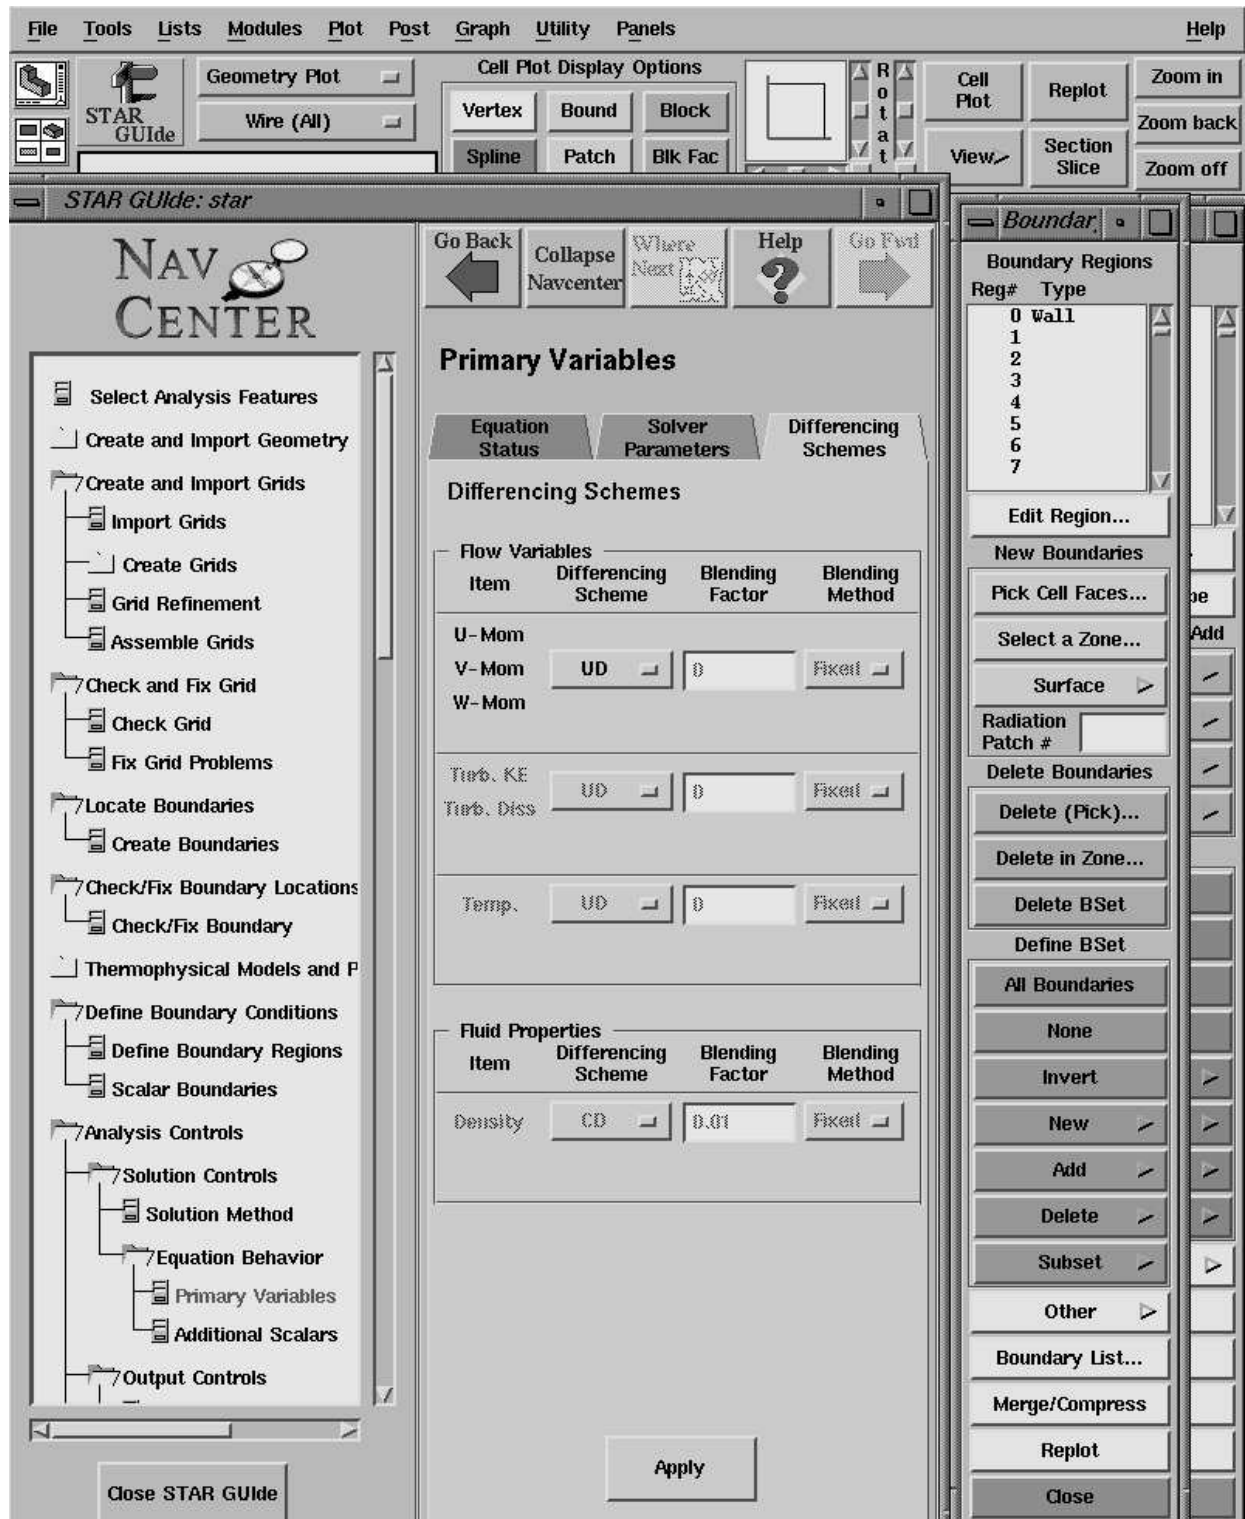 File Tools Lists Modules Plot Post Graph Utility Panels Help
STAR
GUIde
Geometry Plot
Wire (All)
Cell Plot Display Options
Vertex Bound Block
Spline Patch Blk Fac
R
o
t
a
t
Cell
Plot
Replot
Zoom in
Zoom back
View
Section
Slice
Zoom off
STAR GUIde: star
NAV
CENTER
Select Analysis Features
Create and Import Geometry
Create and Import Grids
Import Grids
Create Grids
Grid Refinement
Assemble Grids
Check and Fix Grid
Check Grid
Fix Grid Problems
Locate Boundaries
Create Boundaries
Check/Fix Boundary Locations
Check/Fix Boundary
Thermophysical Models and P
Define Boundary Conditions
Define Boundary Regions
Scalar Boundaries
Analysis Controls
Solution Controls
Solution Method
Equation Behavior
Primary Variables
Additional Scalars
Output Controls
Close STAR GUIde
Go Back
Collapse
Navcenter
Where
Next
Help
Go Fwd
Primary Variables
Equation
Status
Solver
Parameters
Differencing
Schemes
Differencing Schemes
Flow Variables
Item Differencing Scheme Blending Factor Blending Method
U-Mom
V-Mom UD 0 Fixed
W-Mom
Turb. KE
Turb. Diss UD 0 Fixed
Temp. UD 0 Fixed
Fluid Properties
Item Differencing Scheme Blending Factor Blending Method
Density CD 0.01 Fixed
Apply
Boundar
Boundary Regions
Reg# Type
0 Wall
1
2
3
4
5
6
7
Edit Region...
New Boundaries
Pick Cell Faces...
Select a Zone...
Surface
Radiation
Patch #
Delete Boundaries
Delete (Pick)...
Delete in Zone...
Delete BSet
Define BSet
All Boundaries
None
Invert
New
Add
Delete
Subset
Other
Boundary List...
Merge/Compress
Replot
Close
pe
Add